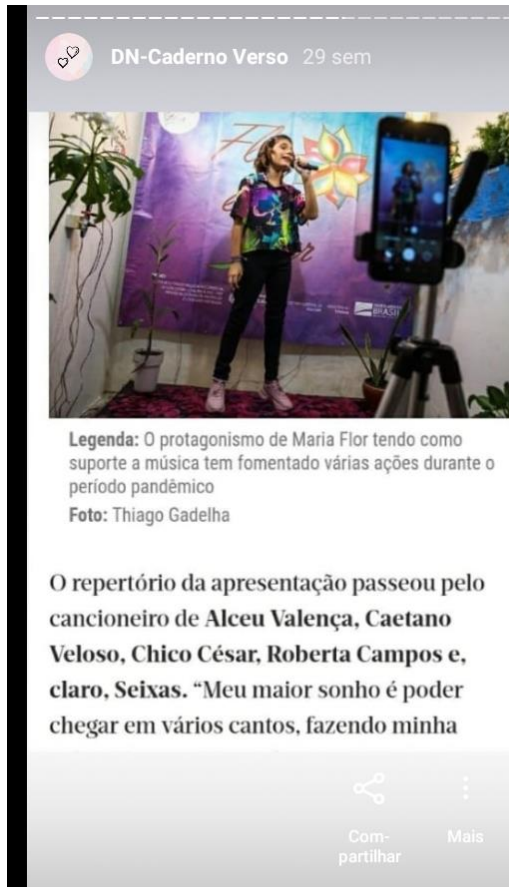 DN-Caderno Verso 29 sem
Flor
BRASIL
Legenda: O protagonismo de Maria Flor tendo como
suporte a música tem fomentado várias ações durante o
período pandêmico
Foto: Thiago Gadelha
O repertório da apresentação passeou pelo
cancioneiro de Alceu Valença, Caetano
Veloso, Chico César, Roberta Campos e,
claro, Seixas. “Meu maior sonho é poder
chegar em vários cantos, fazendo minha
Com-
partilhar
Mais